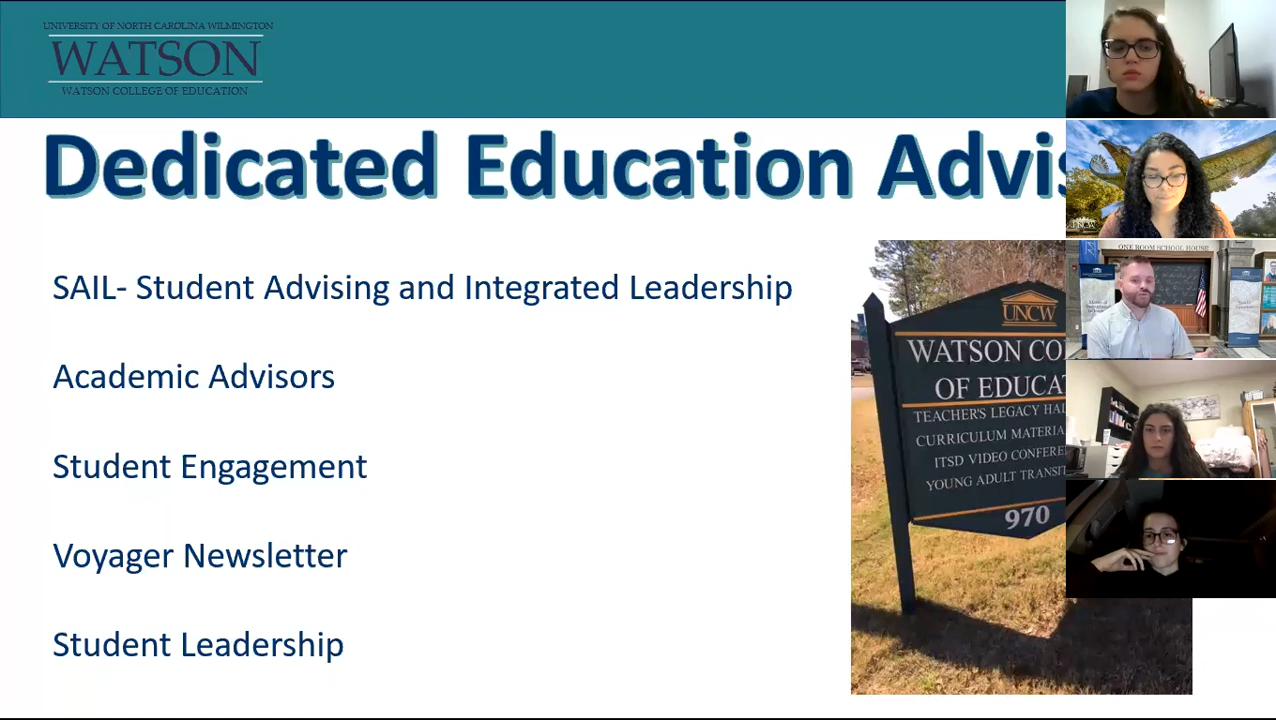 UNIVERSITY OF NORTH CAROLINA WILMINGTON
WATSON
WATSON COLLEGE OF EDUCATION
Dedicated Education Advis
SAIL- Student Advising and Integrated Leadership
Academic Advisors
Student Engagement
Voyager Newsletter
Student Leadership
UNCW
WATSON CO
OF EDUCAT
TEACHER'S LEGACY HAL
CURRICULUM MATERIA
ITSD VIDEO CONFERE
YOUNG ADULT TRANSIT
970
UNCW
ONE ROOM SCHOOL HOUSE